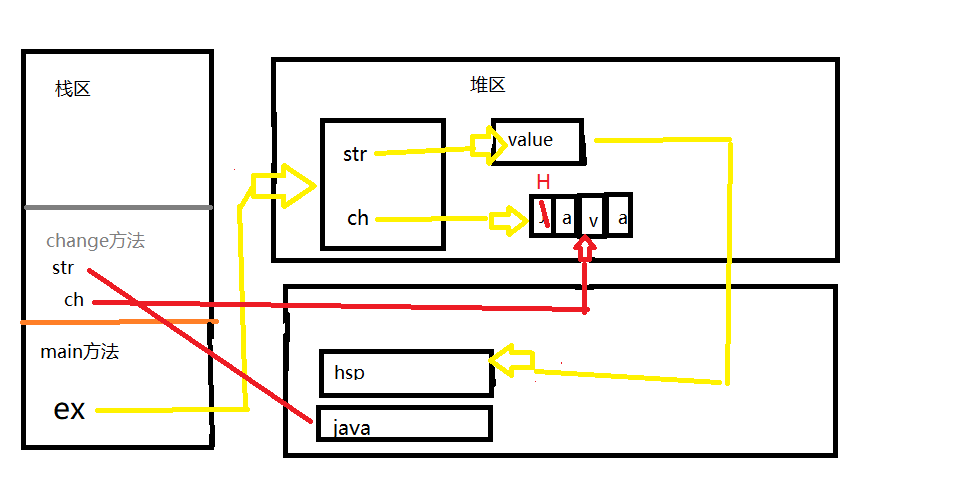 栈区
change方法
str
ch
main方法
ex
堆区
str
value
ch
H
J a v a
hsp
java